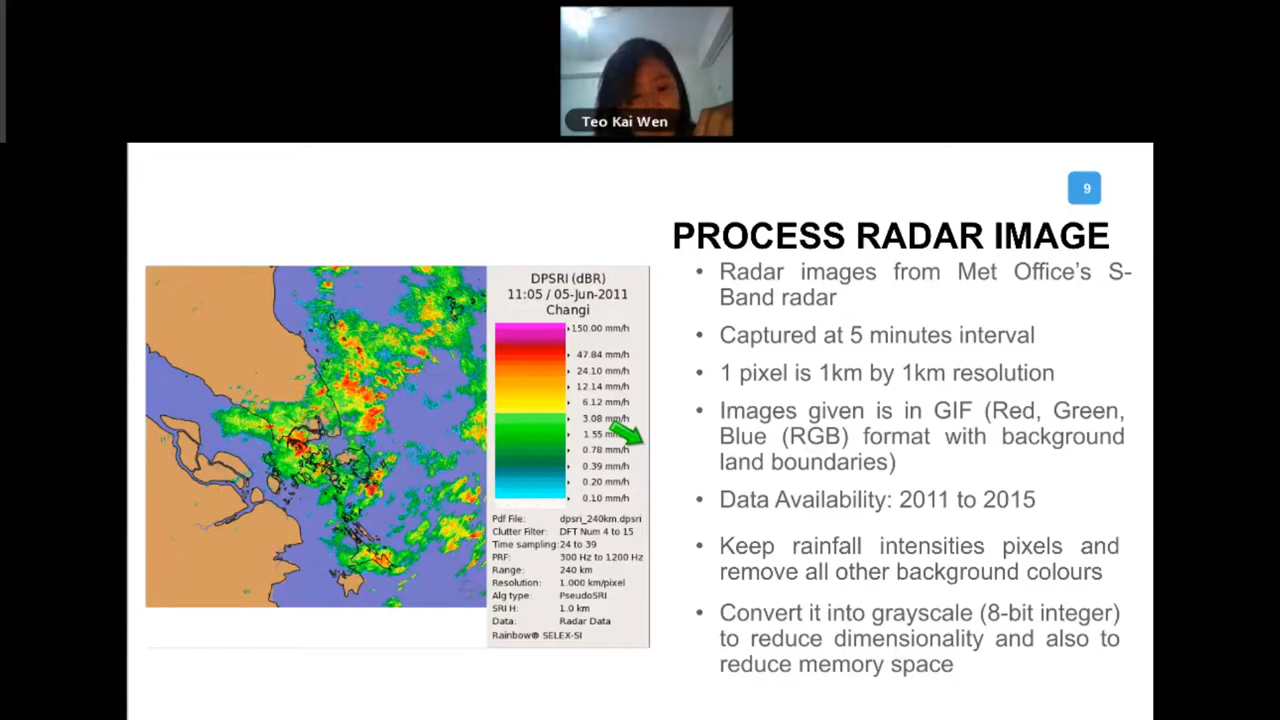 Teo Kai Wen
9
PROCESS RADAR IMAGE
DPSRI (dBR)
11:05 / 05-Jun-2011
Changi
150.00 mm/h
47.84 mm/h
24.10 mm/h
12.14 mm/h
6.12 mm/h
3.08 mm/h
1.55
0.78 mm/h
0.39 mm/h
0.20 mm/h
0.10 mm/h
Pdf File: dpsri_240km.dpsri
Clutter Filter: DFT Num 4 to 15
Time sampling: 24 to 39
PRF: 300 Hz to 1200 Hz
Range: 240 km
Resolution: 1.000 km/pixel
Alg type: PseudoSRI
SRI H: 1.0 km
Data: Radar Data
Rainbow® SELEX-SI
• Radar images from Met Office's S-
Band radar
• Captured at 5 minutes interval
• 1 pixel is 1km by 1km resolution
• Images given is in GIF (Red, Green,
Blue (RGB) format with background
land boundaries)
• Data Availability: 2011 to 2015
• Keep rainfall intensities pixels and
remove all other background colours
• Convert it into grayscale (8-bit integer)
to reduce dimensionality and also to
reduce memory space